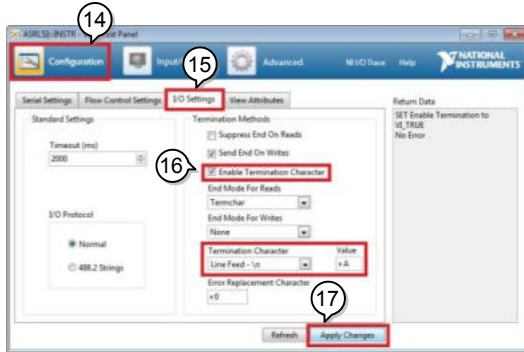 14
ASRL53::INSTR - Test Panel
Configuration
Input/
Advanced
NI I/O Trace
Help
NATIONAL
INSTRUMENTS
15
Serial Settings
Flow Control Settings
I/O Settings
View Attributes
Return Data
Standard Settings
Termination Methods
SET Enable Termination to
VI_TRUE
No Error
Suppress End On Reads
Timeout (ms)
2000
Send End On Writes
16
Enable Termination Character
End Mode For Reads
Termchar
I/O Protocol
End Mode For Writes
None
Normal
Termination Character
Value
Line Feed - \n
xA
488.2 Strings
Error Replacement Character
x0
17
Refresh
Apply Changes